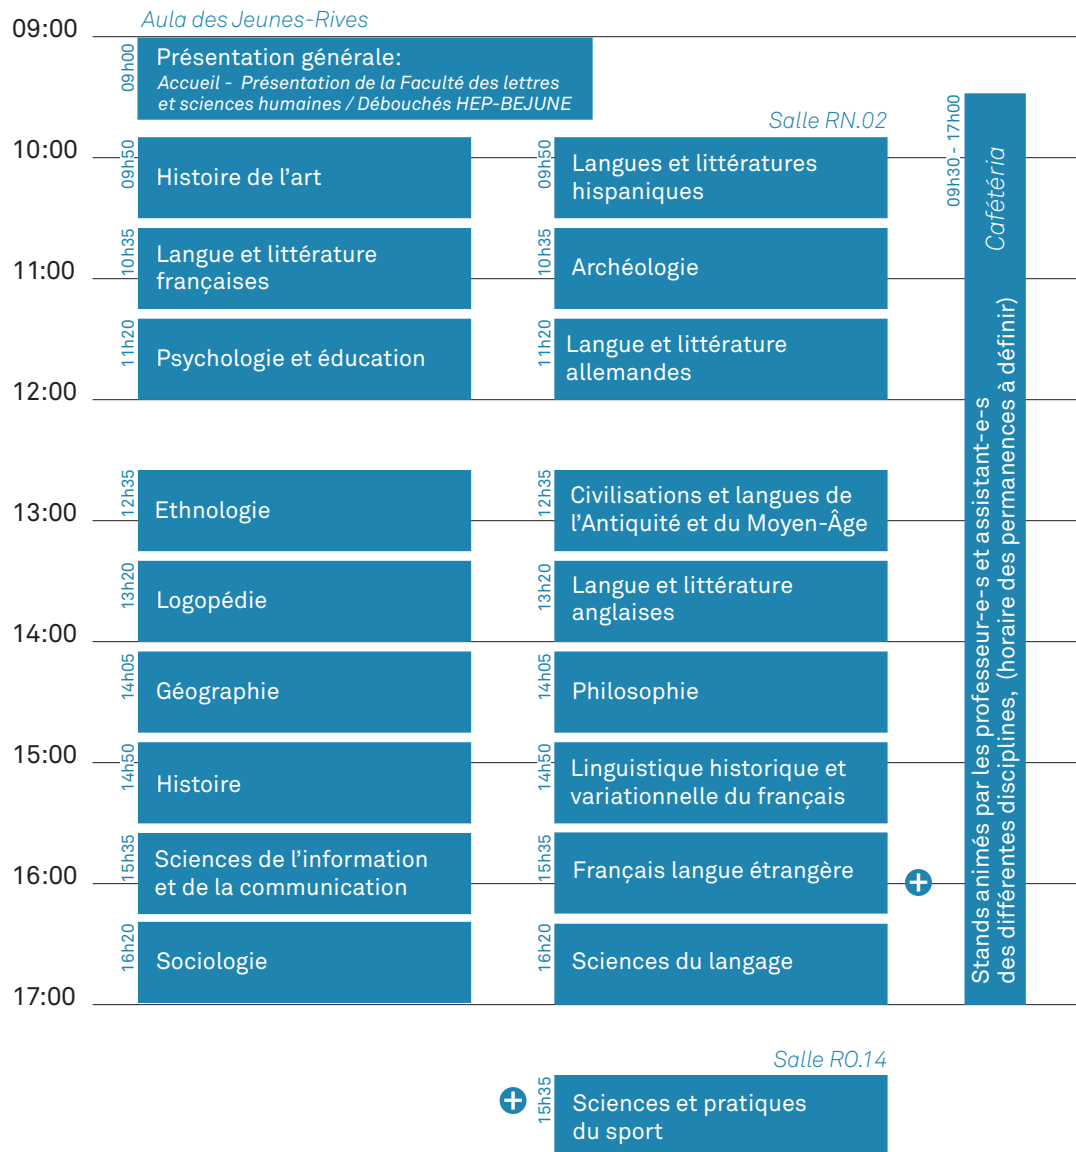 Aula des Jeunes-Rives
09:00
09h00
Présentation générale:
Accueil - Présentation de la Faculté des lettres
et sciences humaines / Débouchés HEP-BEJUNE
Salle RN.02
09h30 - 17h00
Cafétéria
10:00
09h50
Histoire de l'art
09h50
Langues et littératures
hispaniques
11:00
10h35
Langue et littérature
françaises
10h35
Archéologie
11h20
Psychologie et éducation
11h20
Langue et littérature
allemandes
12:00
12h35
Ethnologie
12h35
Civilisations et langues de
l'Antiquité et du Moyen-Âge
13:00
13h20
Logopédie
13h20
Langue et littérature
anglaises
14:00
14h05
Géographie
14h05
Philosophie
15:00
14h50
Histoire
14h50
Linguistique historique et
variationnelle du français
15h35
Sciences de l'information
et de la communication
15h35
Français langue étrangère
16:00
16h20
Sociologie
16h20
Sciences du langage
17:00
Stands animés par les professeur-e-s et assistant-e-s
des différentes disciplines, (horaire des permanences à définir)
Salle RO.14
15h35
Sciences et pratiques
du sport